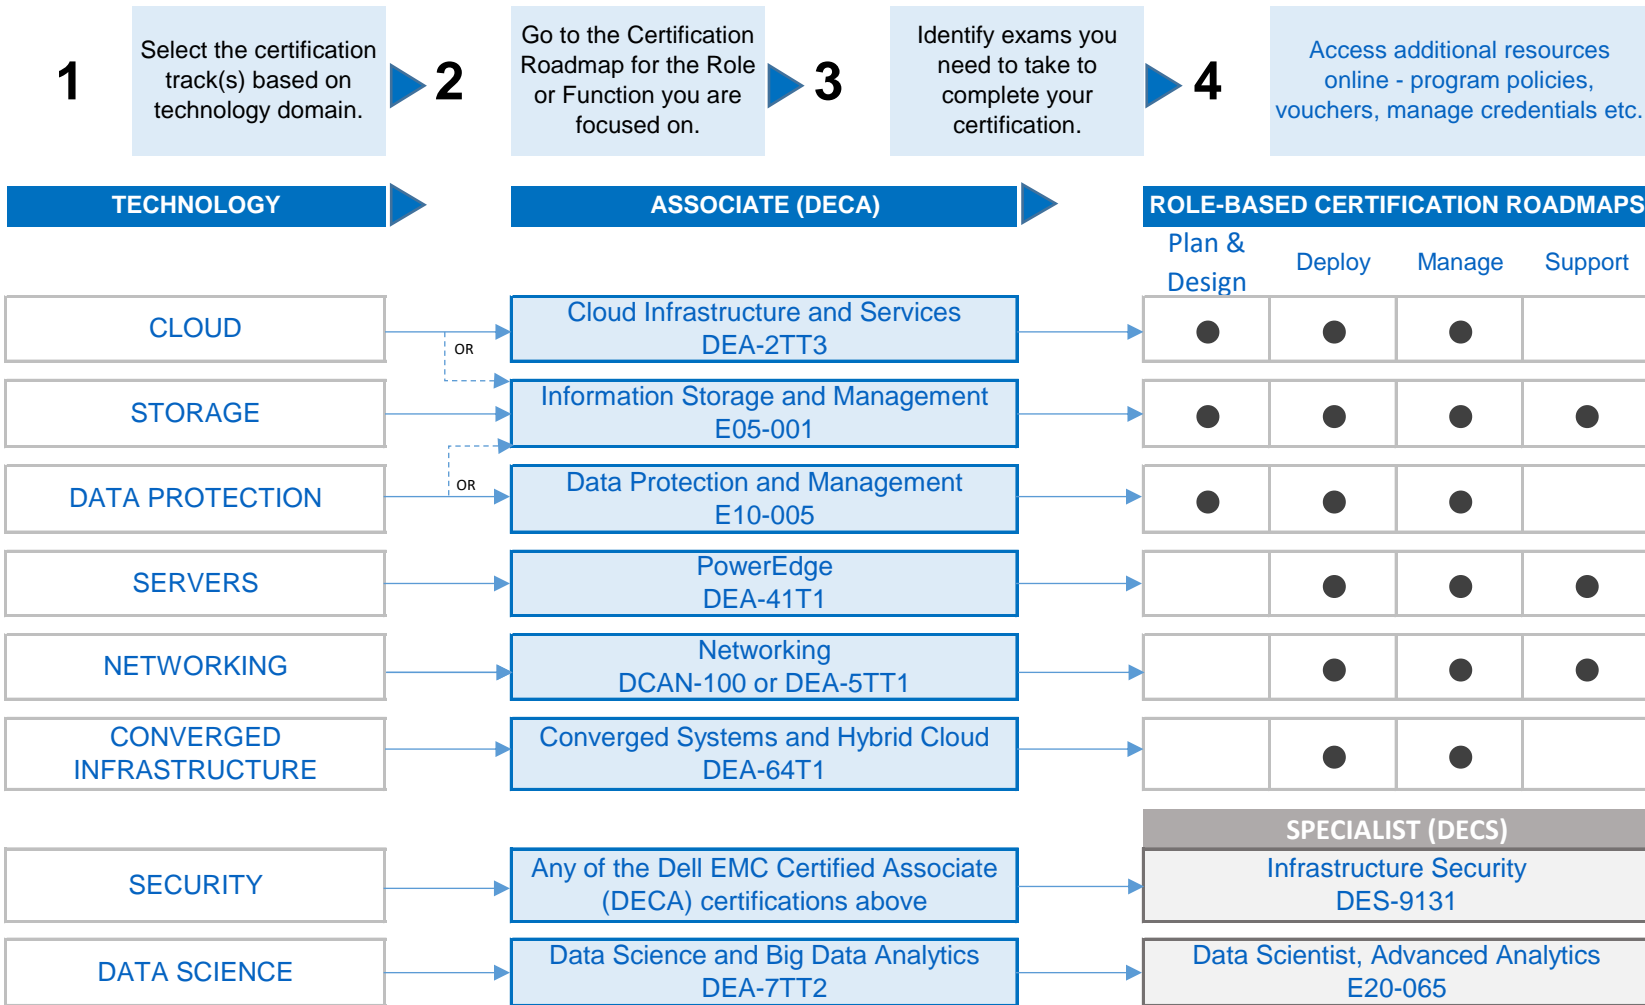 1
Select the certification
track(s) based on
technology domain.
2
Go to the Certification
Roadmap for the Role
or Function you are
focused on.
3
Identify exams you
need to take to
complete your
certification.
4
Access additional resources
online - program policies,
vouchers, manage credentials etc.
TECHNOLOGY
ASSOCIATE (DECA)
ROLE-BASED CERTIFICATION ROADMAPS
Plan &
Design
Deploy
Manage
Support
CLOUD
OR
Cloud Infrastructure and Services
DEA-2TT3
STORAGE
Information Storage and Management
E05-001
DATA PROTECTION
OR
Data Protection and Management
E10-005
SERVERS
PowerEdge
DEA-41T1
NETWORKING
Networking
DCAN-100 or DEA-5TT1
CONVERGED
INFRASTRUCTURE
Converged Systems and Hybrid Cloud
DEA-64T1
SPECIALIST (DECS)
SECURITY
Any of the Dell EMC Certified Associate
(DECA) certifications above
Infrastructure Security
DES-9131
DATA SCIENCE
Data Science and Big Data Analytics
DEA-7TT2
Data Scientist, Advanced Analytics
E20-065